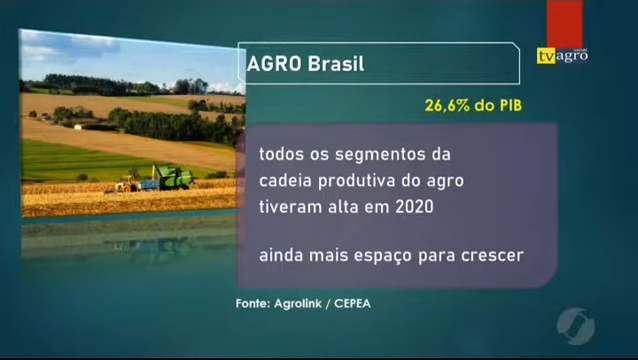 AGRO Brasil
tvagro
26,6% do PIB
todos os segmentos da
cadeia produtiva do agro
tiveram alta em 2020
ainda mais espaço para crescer
Fonte: Agrolink / CEPEA